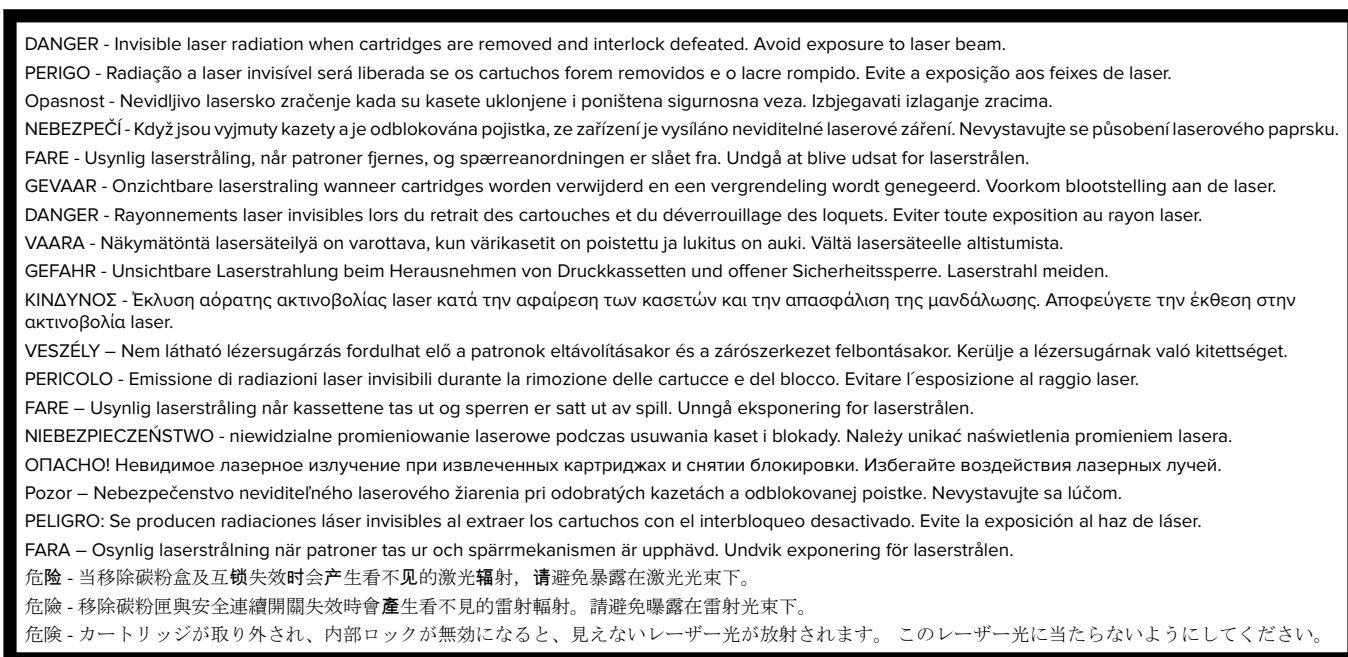 DANGER - Invisible laser radiation when cartridges are removed and interlock defeated. Avoid exposure to laser beam.
PERIGO - Radiação a laser invisível será liberada se os cartuchos forem removidos e o lacre rompido. Evite a exposição aos feixes de laser.
Opasnost - Nevidljivo lasersko zračenje kada su kasete uklonjene i poništena sigurnosna veza. Izbjegavati izlaganje zracima.
NEBEZPEČÍ - Když jsou vyjmuty kazety a je odblokována pojistka, ze zařízení je vysíláno neviditelné laserové záření. Nevystavujte se působení laserového paprsku.
FARE - Usynlig laserstråling, når patroner fjernes, og spærreanordningen er slået fra. Undgå at blive udsat for laserstrålen.
GEVAAR - Onzichtbare laserstraling wanneer cartridges worden verwijderd en een vergrendeling wordt genegeerd. Voorkom blootstelling aan de laser.
DANGER - Rayonnements laser invisibles lors du retrait des cartouches et du déverrouillage des loquets. Eviter toute exposition au rayon laser.
VAARA - Näkymätöntä lasersäteilyä on varottava, kun värikasetit on poistettu ja lukitus on auki. Vältä lasersäteelle altistumista.
GEFAHR - Unsichtbare Laserstrahlung beim Herausnehmen von Druckkassetten und offener Sicherheitssperre. Laserstrahl meiden.
ΚΙΝΔΥΝΟΣ - Έκλυση αόρατης ακτινοβολίας laser κατά την αφαίρεση των κασετών και την απασφάλιση της μανδάλωσης. Αποφεύγετε την έκθεση στην
ακτινοβολία laser.
VESZÉLY – Nem látható lézersugárzás fordulhat elő a patronok eltávolításakor és a zárószerkezet felbontásakor. Kerülje a lézersugárnak való kitettséget.
PERICOLO - Emissione di radiazioni laser invisibili durante la rimozione delle cartucce e del blocco. Evitare l´esposizione al raggio laser.
FARE – Usynlig laserstråling når kassettene tas ut og sperren er satt ut av spill. Unngå eksponering for laserstrålen.
NIEBEZPIECZEŃSTWO - niewidzialne promieniowanie laserowe podczas usuwania kaset i blokady. Należy unikać naświetlenia promieniem lasera.
ОПАСНО! Невидимое лазерное излучение при извлеченных картриджах и снятии блокировки. Избегайте воздействия лазерных лучей.
Pozor – Nebezpečenstvo neviditeľného laserového žiarenia pri odobratých kazetách a odblokovanej poistke. Nevystavujte sa lúčom.
PELIGRO: Se producen radiaciones láser invisibles al extraer los cartuchos con el interbloqueo desactivado. Evite la exposición al haz de láser.
FARA – Osynlig laserstrålning när patroner tas ur och spärrmekanismen är upphävd. Undvik exponering för laserstrålen.
危险 - 当移除碳粉盒及互锁失效时会产生看不见的激光辐射，请避免暴露在激光光束下。
危險 - 移除碳粉匣與安全連續開關失效時會產生看不見的雷射輻射。請避免曝露在雷射光束下。
危険 - カートリッジが取り外され、内部ロックが無効になると、見えないレーザー光が放射されます。 このレーザー光に当たらないようにしてください。